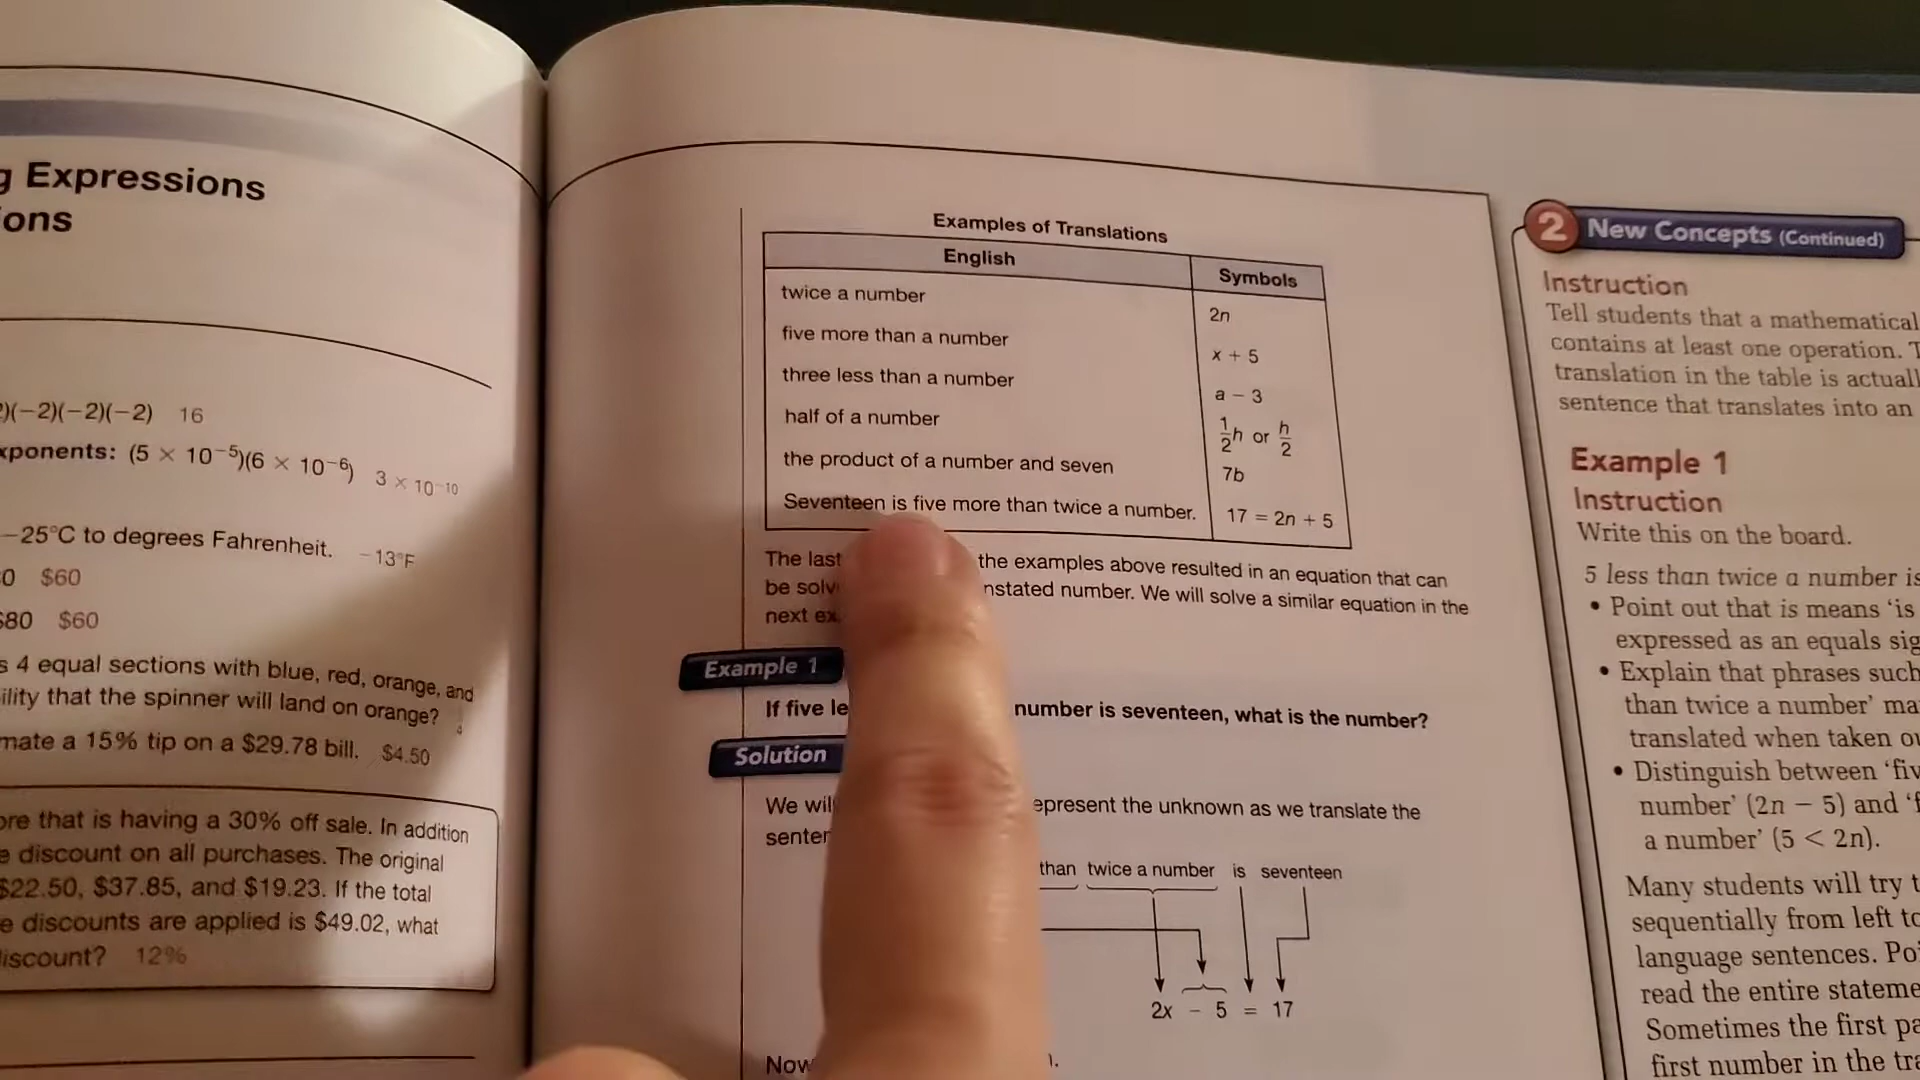 Expressions
ons
)(−2)(−2)(−2) 16
xponents: (5 × 10⁻⁵)(6 × 10⁻⁶) 3 × 10⁻¹⁰
−25°C to degrees Fahrenheit. −13°F
0 $60
80 $60
s 4 equal sections with blue, red, orange, and
ility that the spinner will land on orange?
mate a 15% tip on a $29.78 bill. $4.50
ore that is having a 30% off sale. In addition
e discount on all purchases. The original
$22.50, $37.85, and $19.23. If the total
e discounts are applied is $49.02, what
iscount? 12%
Examples of Translations
English Symbols
twice a number 2n
five more than a number x + 5
three less than a number a − 3
half of a number 1/2 h or h/2
the product of a number and seven 7b
Seventeen is five more than twice a number. 17 = 2n + 5
The last the examples above resulted in an equation that can
be solv nstated number. We will solve a similar equation in the
next ex
Example 1
If five le number is seventeen, what is the number?
Solution
We wil epresent the unknown as we translate the
senten
than twice a number is seventeen
2x − 5 = 17
Now
2 New Concepts (Continued)
Instruction
Tell students that a mathematical
contains at least one operation. T
translation in the table is actuall
sentence that translates into an
Example 1
Instruction
Write this on the board.
5 less than twice a number is
• Point out that is means 'is
expressed as an equals sig
• Explain that phrases such
than twice a number' ma
translated when taken ou
• Distinguish between 'fiv
number' (2n − 5) and 'f
a number' (5 < 2n).
Many students will try t
sequentially from left to
language sentences. Po
read the entire stateme
Sometimes the first pa
first number in the tra